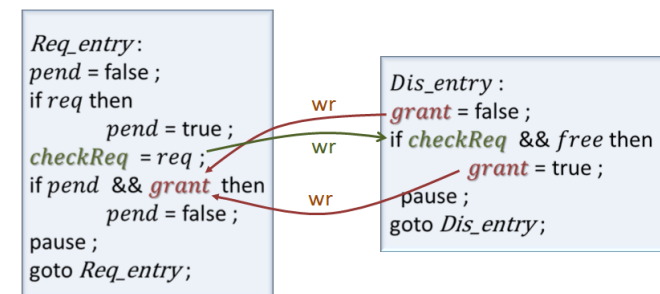 Req_entry:
pend = false ;
if req then
pend = true ;
checkReq = req ;
if pend && grant then
pend = false ;
pause ;
goto Req_entry;
wr
wr
wr
Dis_entry :
grant = false ;
if checkReq && free then
grant = true ;
pause ;
goto Dis_entry;